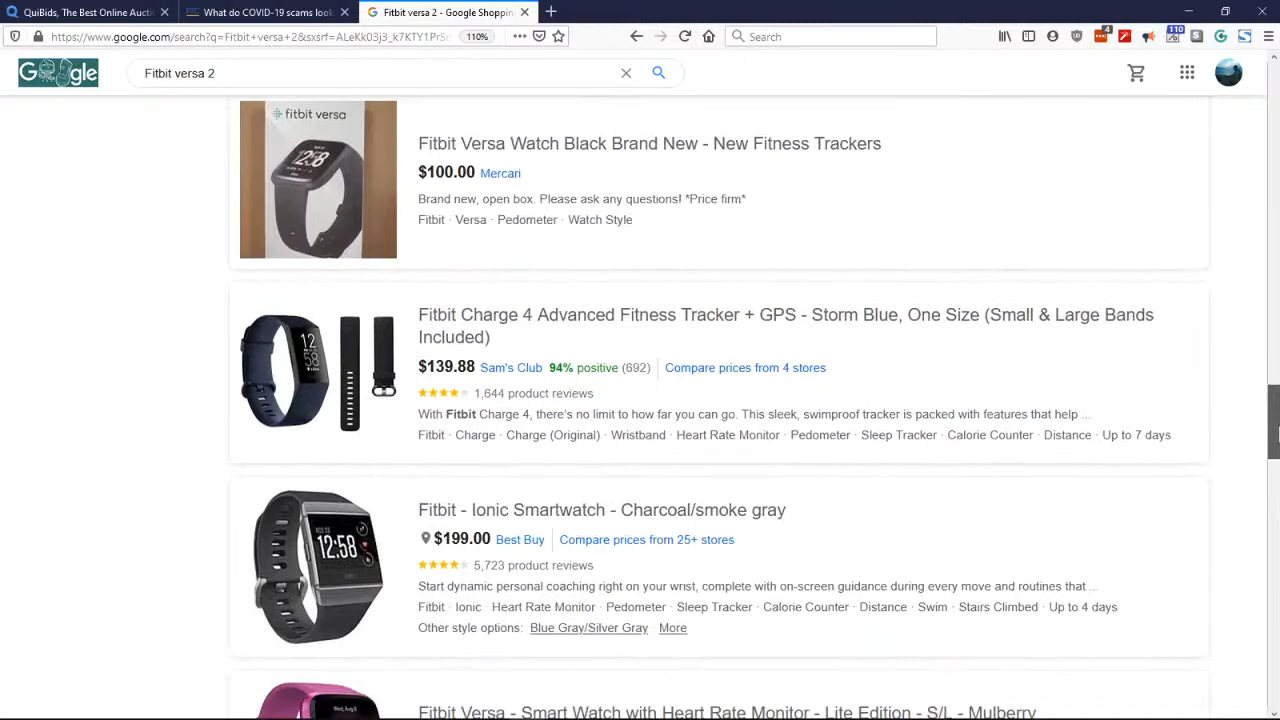 QuiBids, The Best Online Aucti
What do COVID-19 scams look
Fitbit versa 2 - Google Shoppin
110%
Search
4
110
Google
Fitbit versa 2
fitbit versa
12:58
Fitbit Versa Watch Black Brand New - New Fitness Trackers
$100.00 Mercari
Brand new, open box. Please ask any questions! *Price firm*
Fitbit · Versa · Pedometer · Watch Style
Fitbit Charge 4 Advanced Fitness Tracker + GPS - Storm Blue, One Size (Small & Large Bands
Included)
$139.88 Sam's Club 94% positive (692) Compare prices from 4 stores
1,644 product reviews
With Fitbit Charge 4, there's no limit to how far you can go. This sleek, swimproof tracker is packed with features that help ...
Fitbit · Charge · Charge (Original) · Wristband · Heart Rate Monitor · Pedometer · Sleep Tracker · Calorie Counter · Distance · Up to 7 days
12:58
Fitbit - Ionic Smartwatch - Charcoal/smoke gray
$199.00 Best Buy Compare prices from 25+ stores
5,723 product reviews
Start dynamic personal coaching right on your wrist, complete with on-screen guidance during every move and routines that ...
Fitbit · Ionic · Heart Rate Monitor · Pedometer · Sleep Tracker · Calorie Counter · Distance · Swim · Stairs Climbed · Up to 4 days
Other style options: Blue Gray/Silver Gray · More
Fitbit Versa - Smart Watch with Heart Rate Monitor - Lite Edition - S/L - Mulberry